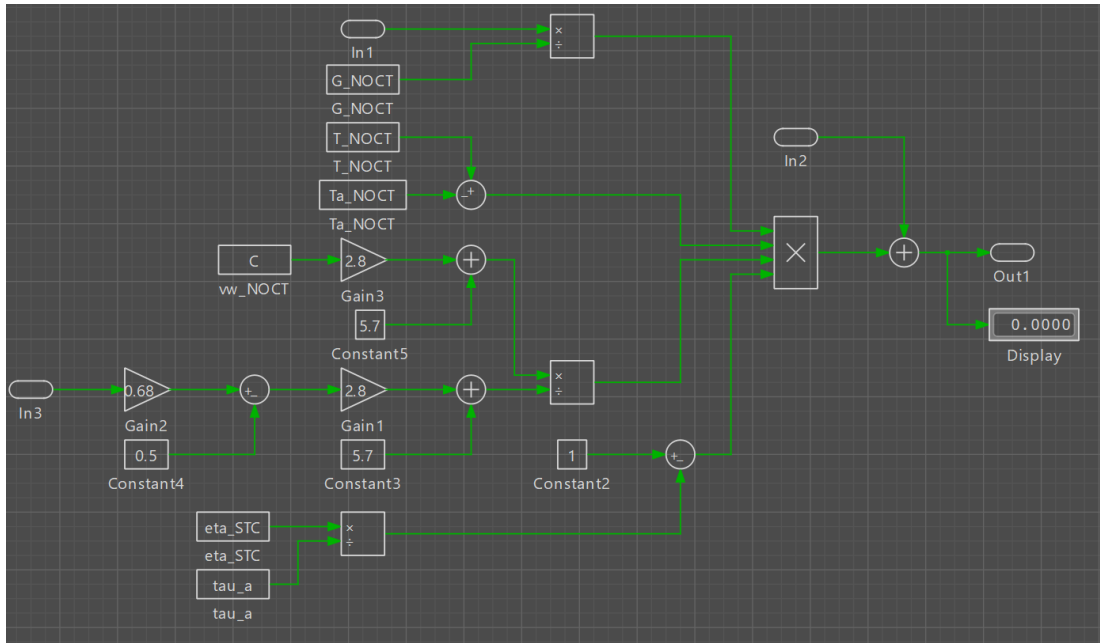 In1
×
÷
G_NOCT
G_NOCT
T_NOCT
T_NOCT
In2
Ta_NOCT
Ta_NOCT
−+
C
vw_NOCT
2.8
Gain3
+
×
+
Out1
5.7
Constant5
0.0000
Display
In3
0.68
Gain2
+−
2.8
Gain1
+
×
÷
0.5
Constant4
5.7
Constant3
1
Constant2
+−
eta_STC
eta_STC
×
÷
tau_a
tau_a